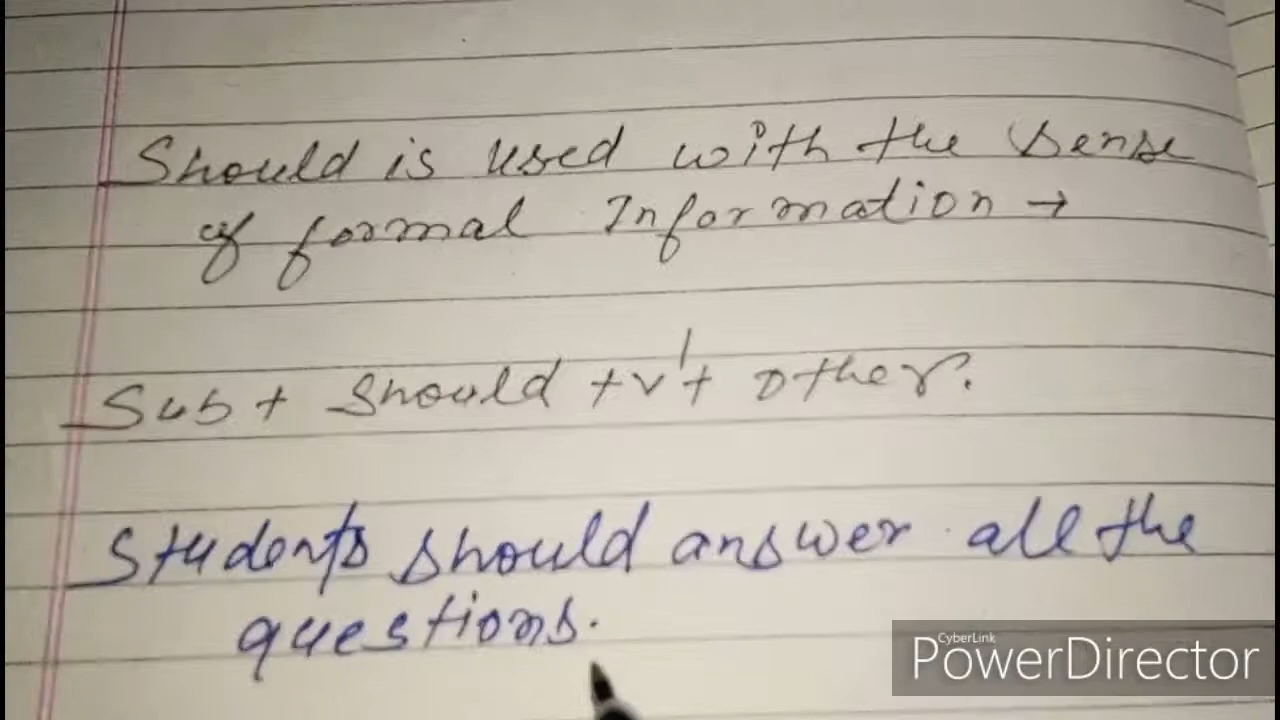 Should is used with the sense
of formal Information →
Sub + should + v¹ + other.
Students should answer all the
questions.
CyberLink
PowerDirector